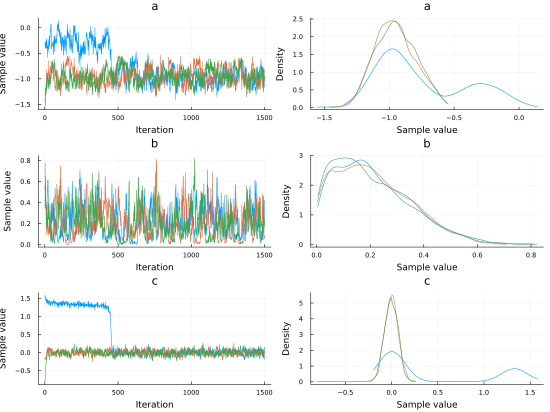 a a
Sample value 0.0 −0.5 −1.0 −1.5
0 500 1000 1500
Iteration
Density 2.5 2.0 1.5 1.0 0.5 0.0
−1.5 −1.0 −0.5 0.0
Sample value
b b
Sample value 0.8 0.6 0.4 0.2 0.0
0 500 1000 1500
Iteration
Density 3 2 1 0
0.0 0.2 0.4 0.6 0.8
Sample value
c c
Sample value 1.5 1.0 0.5 0.0 −0.5
0 500 1000 1500
Iteration
Density 5 4 3 2 1 0
−0.5 0.0 0.5 1.0 1.5
Sample value